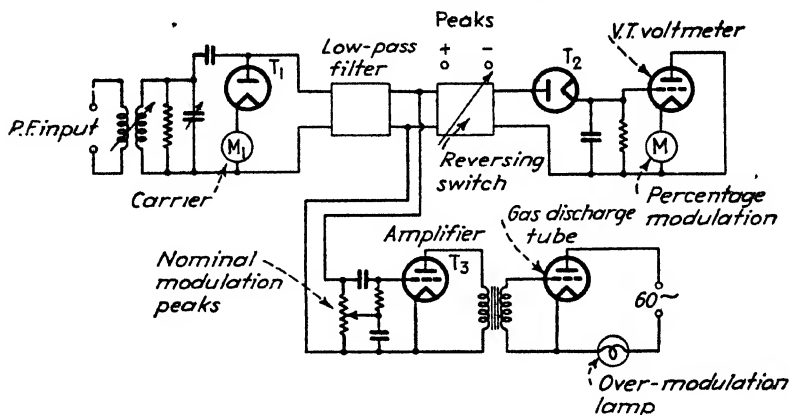 Peaks
+ -
Low-pass
filter
T1
T2
V.T. voltmeter
P.F. input
M1
Carrier
Reversing
switch
M
Percentage
modulation
Gas discharge
tube
Amplifier
T3
Nominal
modulation
peaks
60~
Over-modulation
lamp